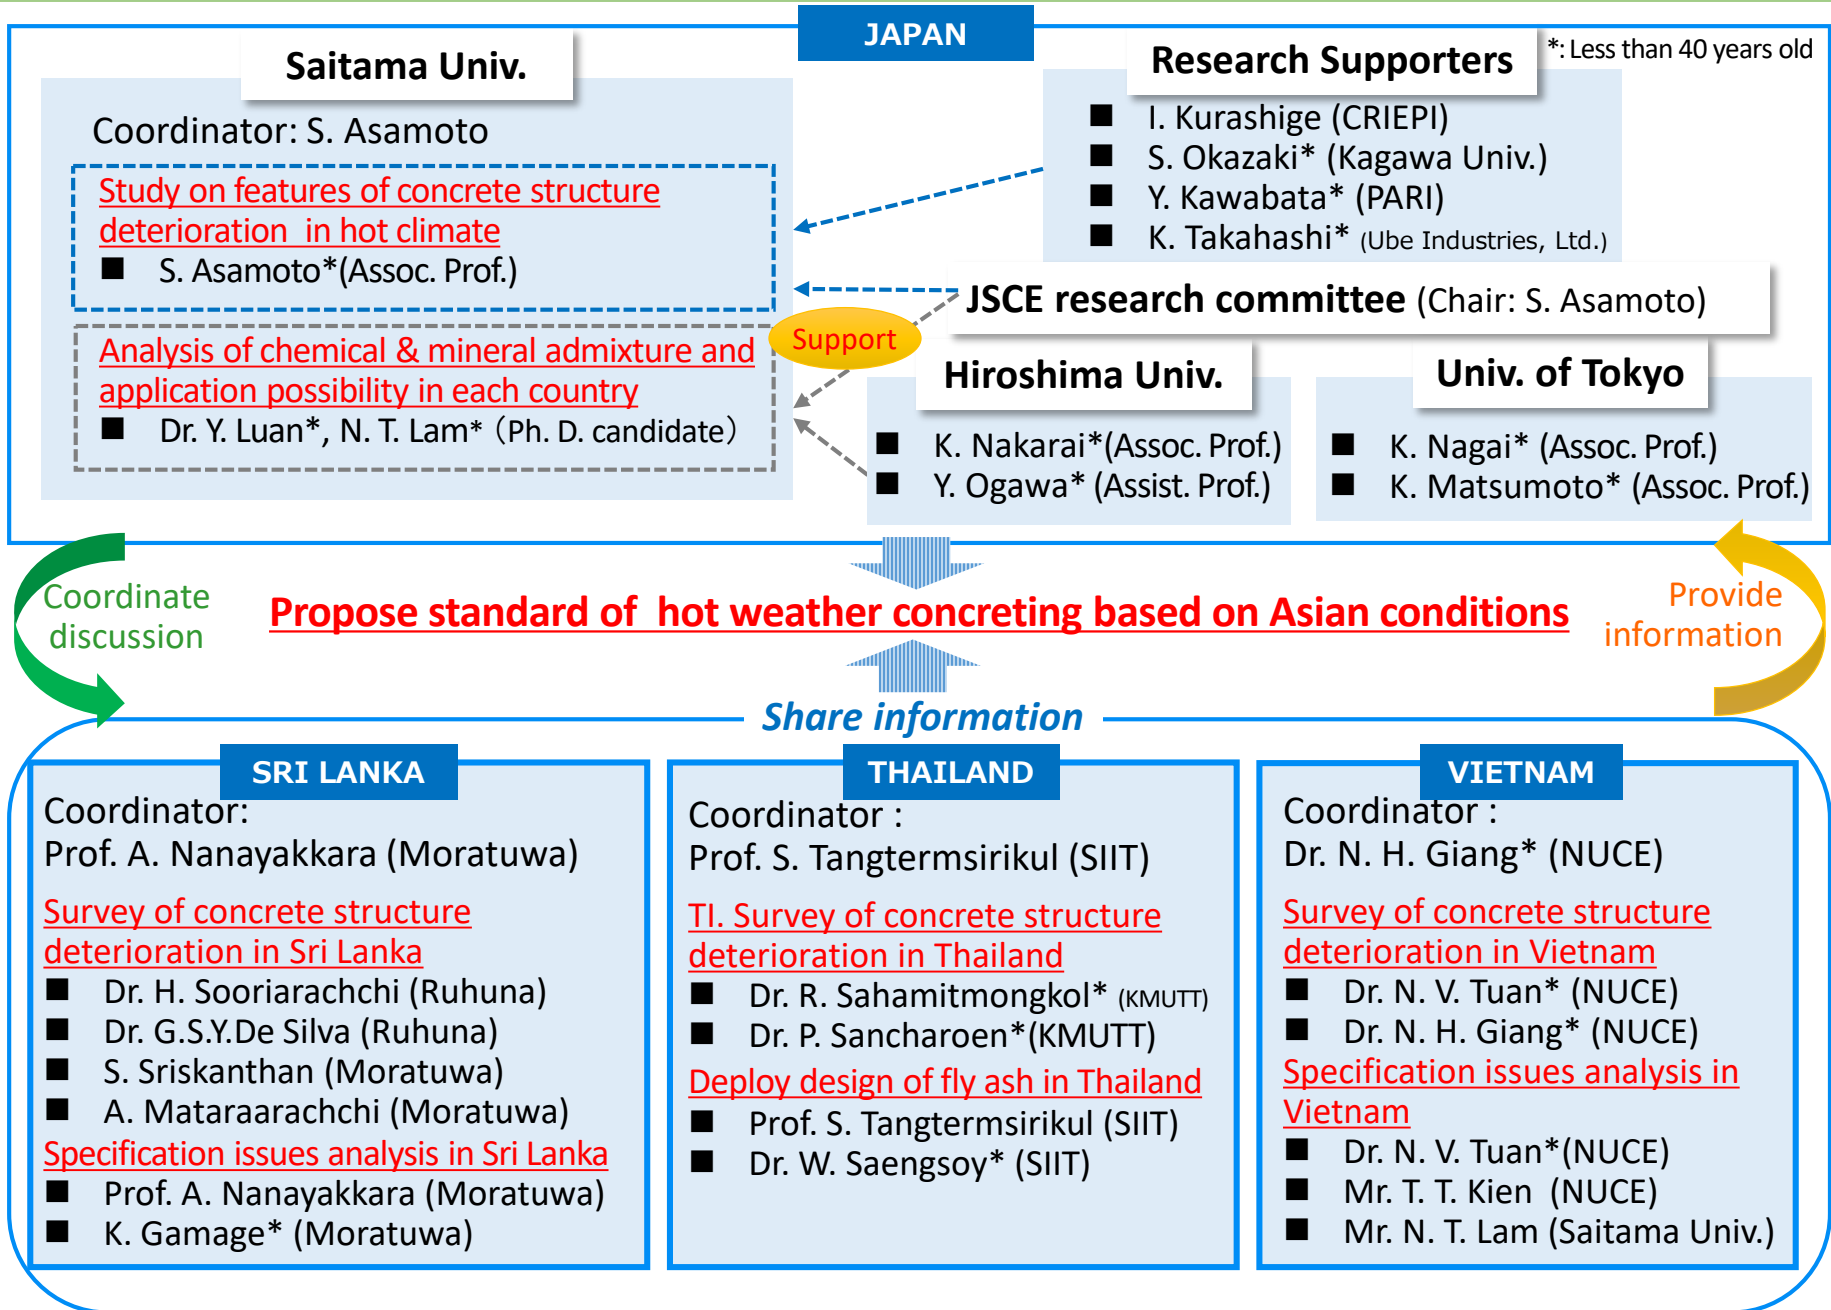 JAPAN
*: Less than 40 years old
Saitama Univ.
Coordinator: S. Asamoto
Study on features of concrete structure
deterioration  in hot climate
■ S. Asamoto*(Assoc. Prof.)
Analysis of chemical & mineral admixture and
application possibility in each country
■ Dr. Y. Luan*, N. T. Lam* （Ph. D. candidate）
Research Supporters
■ I. Kurashige (CRIEPI)
■ S. Okazaki* (Kagawa Univ.)
■ Y. Kawabata* (PARI)
■ K. Takahashi* (Ube Industries, Ltd.)
JSCE research committee (Chair: S. Asamoto)
Support
Hiroshima Univ.
■ K. Nakarai*(Assoc. Prof.)
■ Y. Ogawa* (Assist. Prof.)
Univ. of Tokyo
■ K. Nagai* (Assoc. Prof.)
■ K. Matsumoto* (Assoc. Prof.)
Coordinate
discussion
Propose standard of  hot weather concreting based on Asian conditions
Provide
information
Share information
SRI LANKA
Coordinator:
Prof. A. Nanayakkara (Moratuwa)
Survey of concrete structure
deterioration in Sri Lanka
■ Dr. H. Sooriarachchi (Ruhuna)
■ Dr. G.S.Y.De Silva (Ruhuna)
■ S. Sriskanthan (Moratuwa)
■ A. Mataraarachchi (Moratuwa)
Specification issues analysis in Sri Lanka
■ Prof. A. Nanayakkara (Moratuwa)
■ K. Gamage* (Moratuwa)
THAILAND
Coordinator :
Prof. S. Tangtermsirikul (SIIT)
TI. Survey of concrete structure
deterioration in Thailand
■ Dr. R. Sahamitmongkol* (KMUTT)
■ Dr. P. Sancharoen*(KMUTT)
Deploy design of fly ash in Thailand
■ Prof. S. Tangtermsirikul (SIIT)
■ Dr. W. Saengsoy* (SIIT)
VIETNAM
Coordinator :
Dr. N. H. Giang* (NUCE)
Survey of concrete structure
deterioration in Vietnam
■ Dr. N. V. Tuan* (NUCE)
■ Dr. N. H. Giang* (NUCE)
Specification issues analysis in
Vietnam
■ Dr. N. V. Tuan*(NUCE)
■ Mr. T. T. Kien  (NUCE)
■ Mr. N. T. Lam (Saitama Univ.)